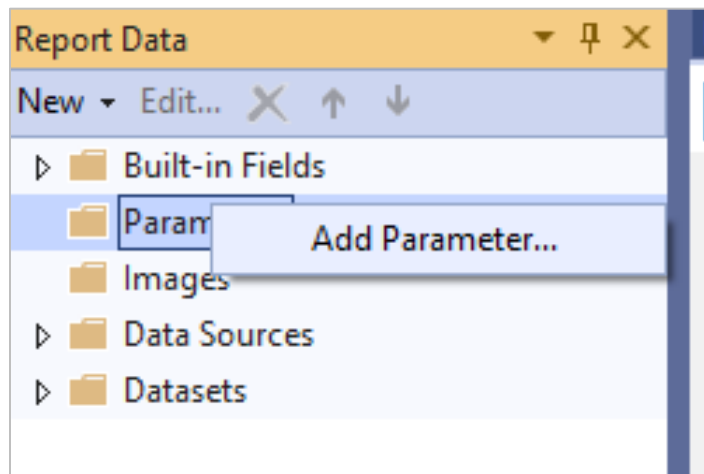 Report Data
New Edit...
Built-in Fields
Param
Add Parameter...
Images
Data Sources
Datasets